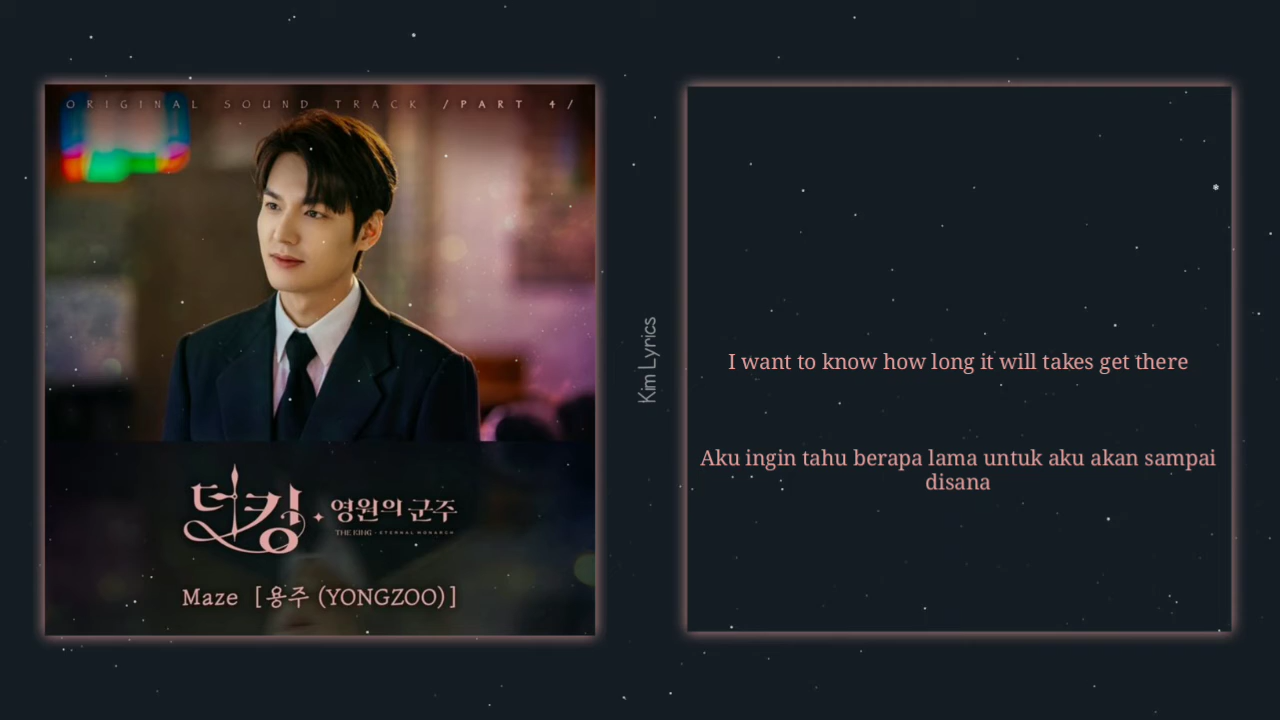 ORIGINAL SOUND TRACK /PART 4/
더킹 · 영원의 군주
THE KING · ETERNAL MONARCH
Maze [용주 (YONGZOO)]
Kim Lyrics
I want to know how long it will takes get there
Aku ingin tahu berapa lama untuk aku akan sampai
disana